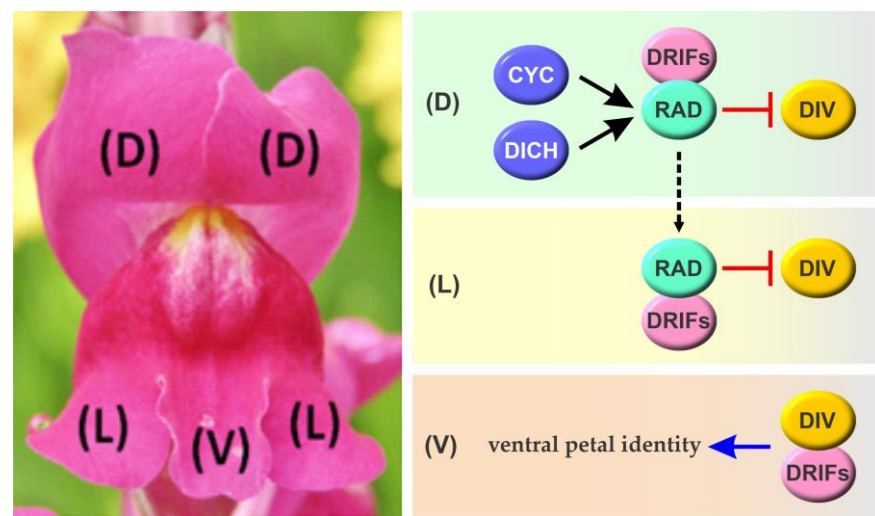 (D) (D)
(L) (V) (L)
(D)
CYC
DICH
DRIFs
RAD
DIV
(L)
RAD
DIV
DRIFs
(V)
ventral petal identity
DIV
DRIFs